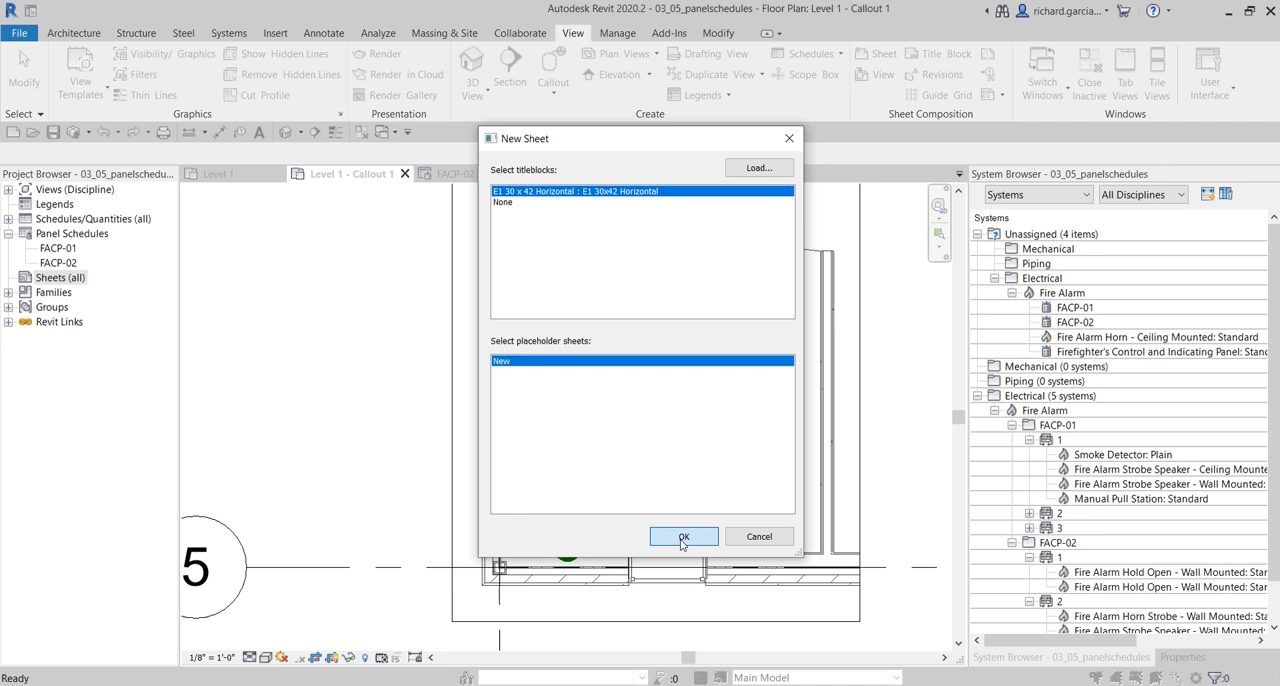 Autodesk Revit 2020.2 - 03_05_panelschedules - Floor Plan: Level 1 - Callout 1
richard.garcia...
File Architecture Structure Steel Systems Insert Annotate Analyze Massing & Site Collaborate View Manage Add-Ins Modify
Modify
View Templates
Visibility/ Graphics
Filters
Thin Lines
Show Hidden Lines
Remove Hidden Lines
Cut Profile
Render
Render in Cloud
Render Gallery
3D View
Section
Callout
Plan Views
Elevation
Drafting View
Duplicate View
Legends
Schedules
Scope Box
Sheet
View
Title Block
Revisions
Guide Grid
Switch Windows
Close Inactive
Tab Views
Tile Views
User Interface
Select Graphics Presentation Create Sheet Composition Windows
Project Browser - 03_05_panelschedu...
Views (Discipline)
Legends
Schedules/Quantities (all)
Panel Schedules
FACP-01
FACP-02
Sheets (all)
Families
Groups
Revit Links
Level 1
Level 1 - Callout 1
FACP-02
New Sheet
Select titleblocks:
Load...
E1 30 x 42 Horizontal : E1 30x42 Horizontal
None
Select placeholder sheets:
New
OK
Cancel
5
System Browser - 03_05_panelschedules
Systems
All Disciplines
Systems
Unassigned (4 items)
Mechanical
Piping
Electrical
Fire Alarm
FACP-01
FACP-02
Fire Alarm Horn - Ceiling Mounted: Standard
Firefighter's Control and Indicating Panel: Stand
Mechanical (0 systems)
Piping (0 systems)
Electrical (5 systems)
Fire Alarm
FACP-01
1
Smoke Detector: Plain
Fire Alarm Strobe Speaker - Ceiling Mounte
Fire Alarm Strobe Speaker - Wall Mounted:
Manual Pull Station: Standard
2
3
FACP-02
1
Fire Alarm Hold Open - Wall Mounted: Star
Fire Alarm Hold Open - Wall Mounted: Star
2
Fire Alarm Horn Strobe - Wall Mounted: Sta
Fire Alarm Horn Strobe - Wall Mounted: Sta
System Browser - 03_05_panelschedules
Properties
1/8" = 1'-0"
Ready
:0
Main Model
:0